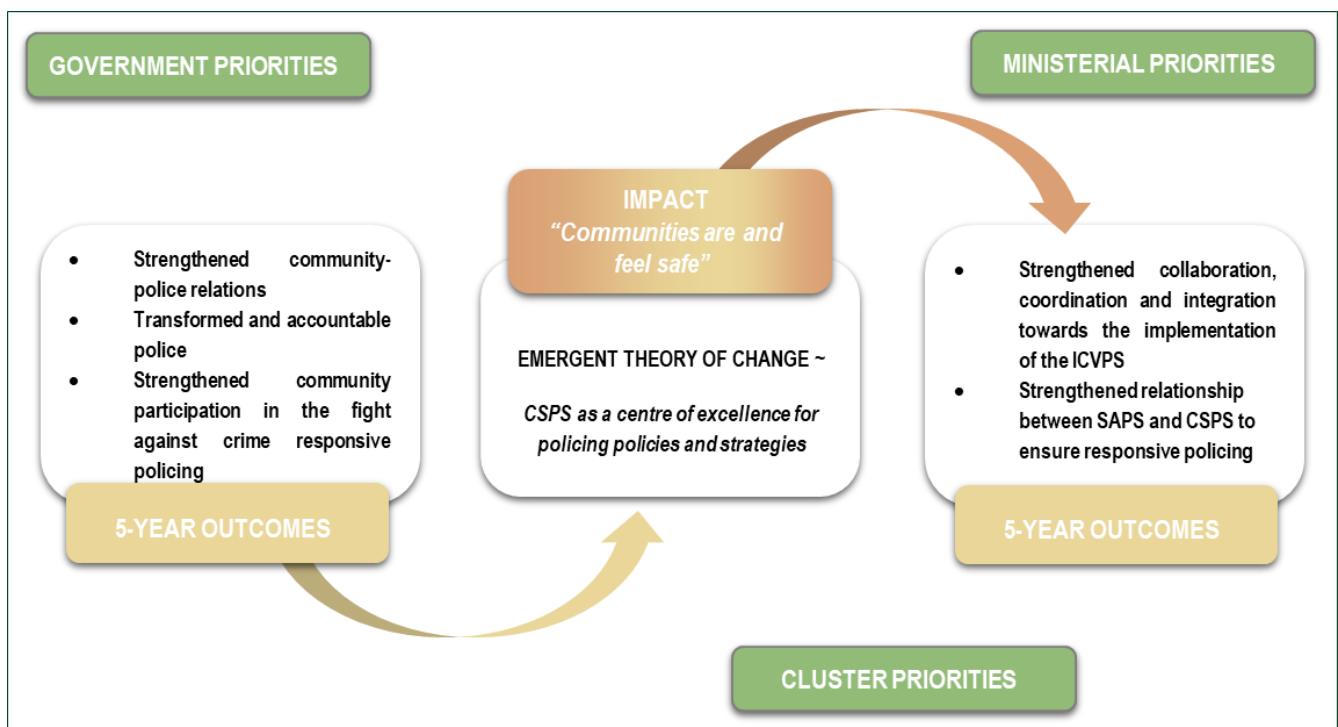 GOVERNMENT PRIORITIES
MINISTERIAL PRIORITIES
• Strengthened community-
police relations
• Transformed and accountable
police
• Strengthened community
participation in the fight
against crime responsive
policing
5-YEAR OUTCOMES
IMPACT
“Communities are and
feel safe”
EMERGENT THEORY OF CHANGE ~
CSPS as a centre of excellence for
policing policies and strategies
• Strengthened collaboration,
coordination and integration
towards the implementation
of the ICVPS
• Strengthened relationship
between SAPS and CSPS to
ensure responsive policing
5-YEAR OUTCOMES
CLUSTER PRIORITIES